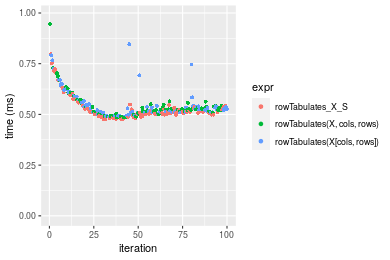 1.00
0.75
0.50
0.25
0.00
time (ms)
0
25
50
75
100
iteration
expr
rowTabulates_X_S
rowTabulates(X, cols, rows)
rowTabulates(X[cols, rows])